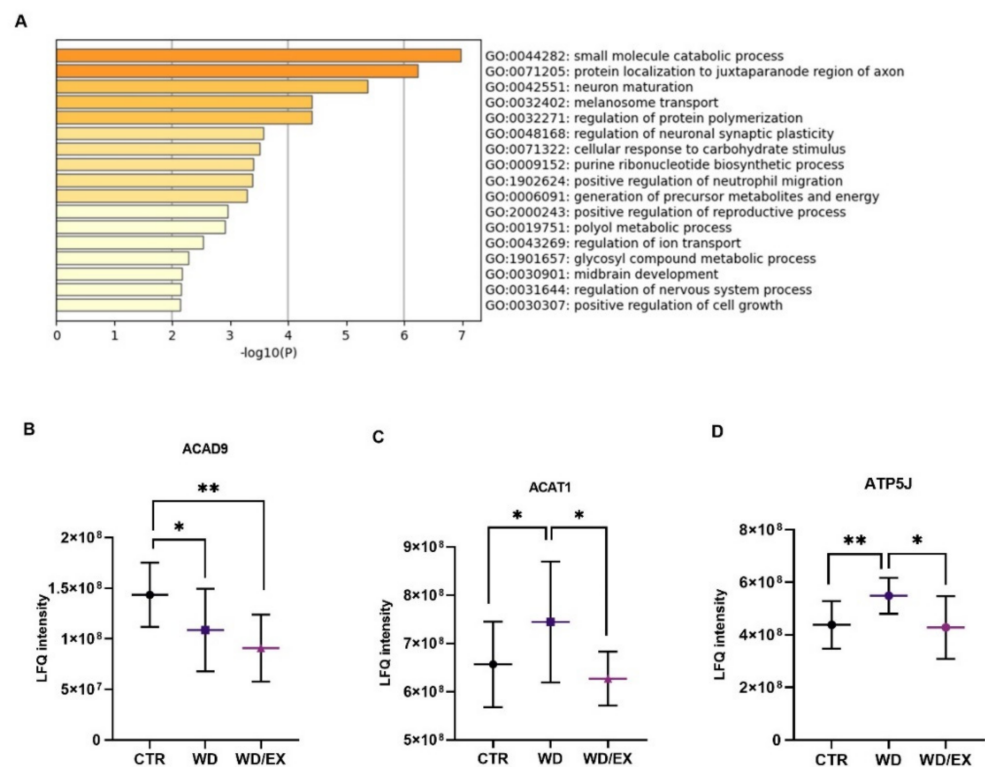 A
GO:0044282: small molecule catabolic process
GO:0071205: protein localization to juxtaparanode region of axon
GO:0042551: neuron maturation
GO:0032402: melanosome transport
GO:0032271: regulation of protein polymerization
GO:0048168: regulation of neuronal synaptic plasticity
GO:0071322: cellular response to carbohydrate stimulus
GO:0009152: purine ribonucleotide biosynthetic process
GO:1902624: positive regulation of neutrophil migration
GO:0006091: generation of precursor metabolites and energy
GO:2000243: positive regulation of reproductive process
GO:0019751: polyol metabolic process
GO:0043269: regulation of ion transport
GO:1901657: glycosyl compound metabolic process
GO:0030901: midbrain development
GO:0031644: regulation of nervous system process
GO:0030307: positive regulation of cell growth
0 1 2 3 4 5 6 7
-log10(P)
B
ACAD9
**
*
2×10⁸
1.5×10⁸
1×10⁸
5×10⁷
0
LFQ intensity
CTR WD WD/EX
C
ACAT1
* *
9×10⁸
8×10⁸
7×10⁸
6×10⁸
5×10⁸
LFQ intensity
CTR WD WD/EX
D
ATP5J
** *
8×10⁸
6×10⁸
4×10⁸
2×10⁸
0
LFQ intensity
CTR WD WD/EX